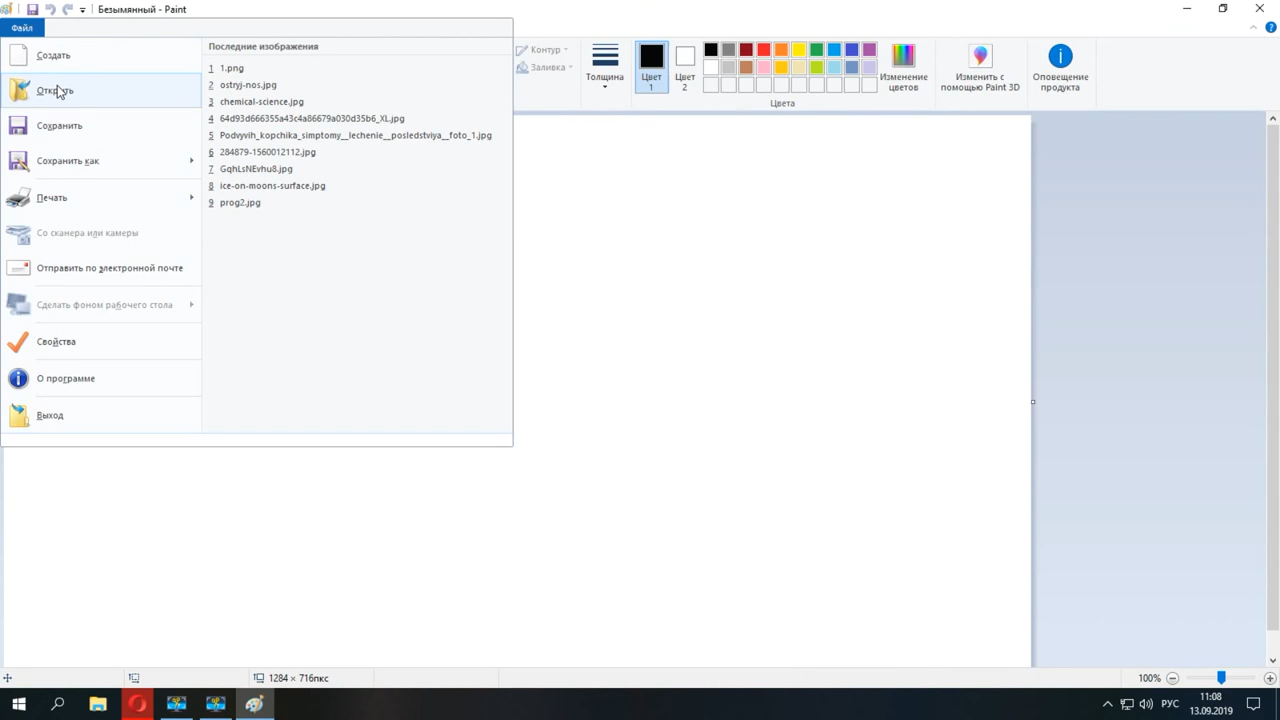 Безымянный - Paint
Файл
Создать
Открыть
Сохранить
Сохранить как
Печать
Со сканера или камеры
Отправить по электронной почте
Сделать фоном рабочего стола
Свойства
О программе
Выход
Последние изображения
1 1.png
2 ostryj-nos.jpg
3 chemical-science.jpg
4 64d93d666355a43c4a86679a030d35b6_XL.jpg
5 Podvyvih_kopchika_simptomy__lechenie__posledstviya__foto_1.jpg
6 284879-1560012112.jpg
7 GqhLsNEvhu8.jpg
8 ice-on-moons-surface.jpg
9 prog2.jpg
Контур
Заливка
Толщина
Цвет
1
Цвет
2
Изменение
цветов
Изменить с
помощью Paint 3D
Оповещение
продукта
Цвета
1284 × 716пкс
100%
РУС
11:08
13.09.2019